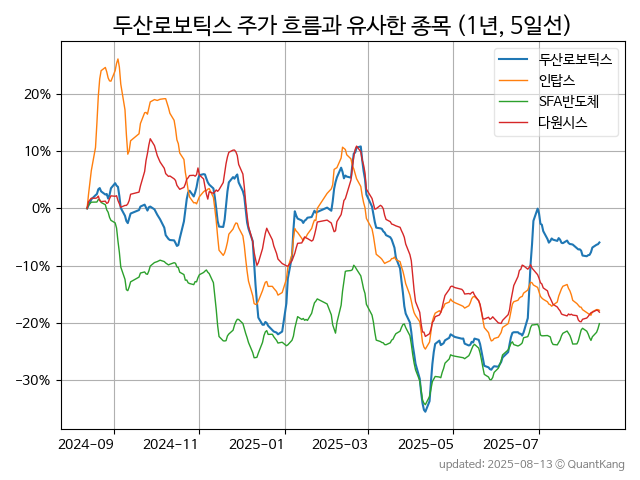 두산로보틱스 주가 흐름과 유사한 종목 (1년, 5일선)
두산로보틱스
인탑스
SFA반도체
다원시스
20%
10%
0%
−10%
−20%
−30%
2024-09 2024-11 2025-01 2025-03 2025-05 2025-07
updated: 2025-08-13 © QuantKang